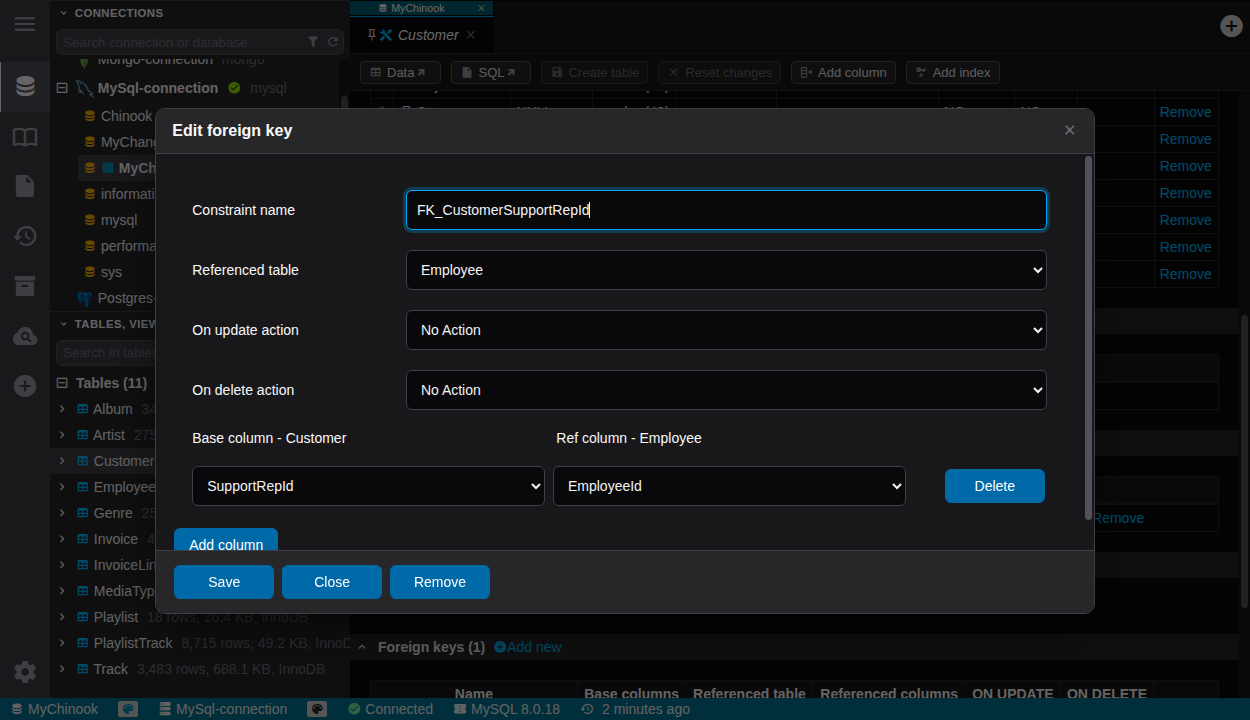 CONNECTIONS
MyChinook
Customer
Search connection or database
Mongo-connection mongo
MySql-connection mysql
Data
SQL
Create table
Reset changes
Add column
Add index
Chinook
MyChang
MyCh
informati
mysql
performa
sys
Postgres-
Remove
Remove
Remove
Remove
Remove
Remove
Remove
Edit foreign key
Constraint name
FK_CustomerSupportRepId
Referenced table
Employee
On update action
No Action
On delete action
No Action
Base column - Customer
Ref column - Employee
SupportRepId
EmployeeId
Delete
Add column
Save
Close
Remove
Remove
TABLES, VIEW
Search in tables
Tables (11)
Album 34
Artist 275
Customer
Employee
Genre 25
Invoice 4
InvoiceLin
MediaTyp
Playlist 18 rows, 16.4 KB, InnoDB
PlaylistTrack 8,715 rows, 49.2 KB, InnoD
Track 3,483 rows, 688.1 KB, InnoDB
Foreign keys (1) Add new
Name Base columns Referenced table Referenced columns ON UPDATE ON DELETE
MyChinook
MySql-connection
Connected
MySQL 8.0.18
2 minutes ago